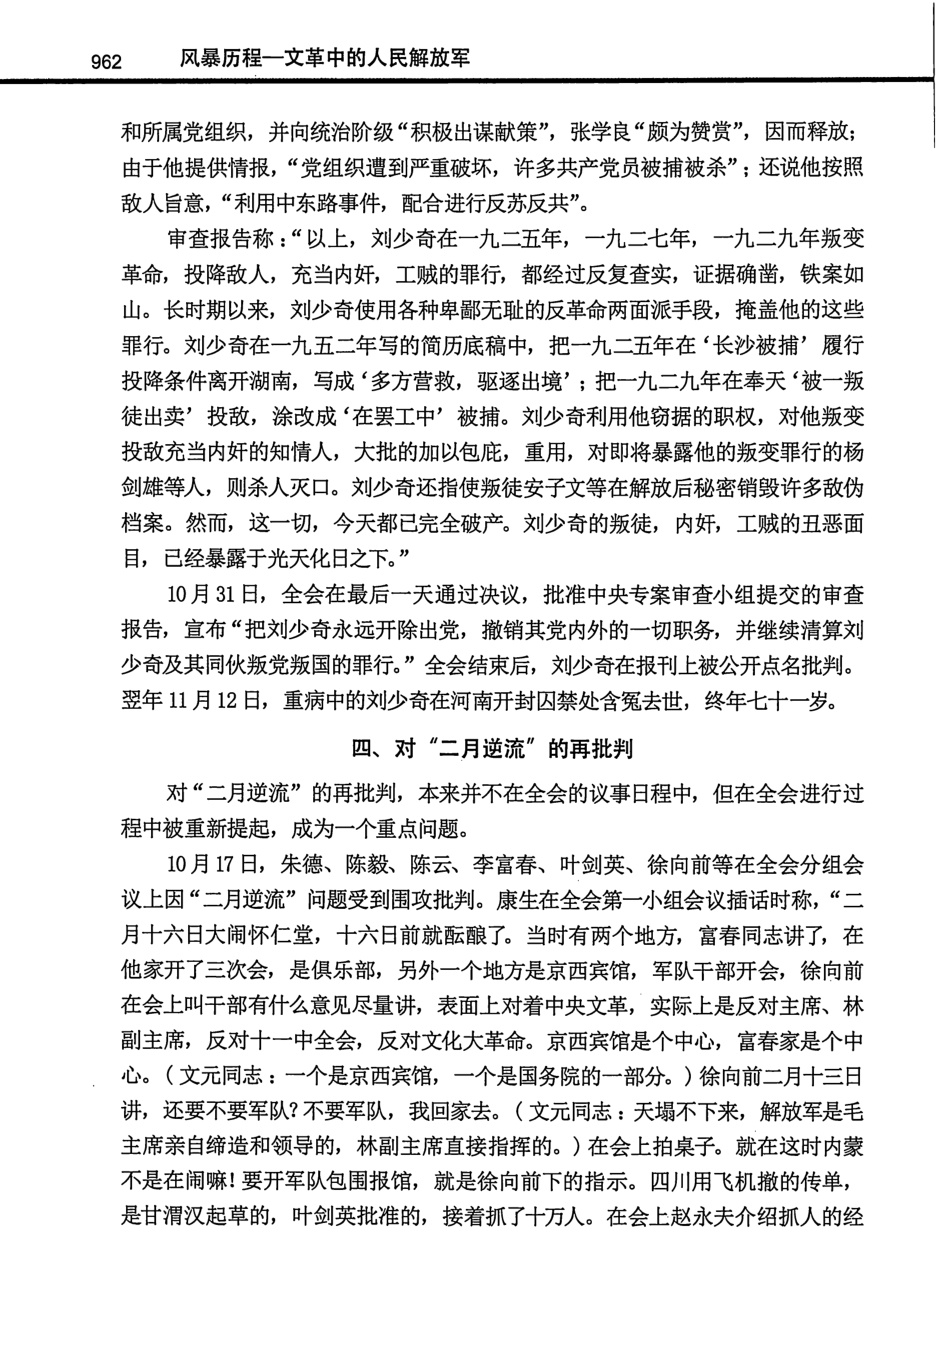 962 风暴历程—文革中的人民解放军
和所属党组织，并向统治阶级“积极出谋献策”，张学良“颇为赞赏”，因而释放；
由于他提供情报，“党组织遭到严重破坏，许多共产党员被捕被杀”；还说他按照
敌人旨意，“利用中东路事件，配合进行反苏反共”。
审查报告称：“以上，刘少奇在一九二五年，一九二七年，一九二九年叛变
革命，投降敌人，充当内奸，工贼的罪行，都经过反复查实，证据确凿，铁案如
山。长时期以来，刘少奇使用各种卑鄙无耻的反革命两面派手段，掩盖他的这些
罪行。刘少奇在一九五二年写的简历底稿中，把一九二五年在‘长沙被捕’履行
投降条件离开湖南，写成‘多方营救，驱逐出境’；把一九二九年在奉天‘被一叛
徒出卖’投敌，涂改成‘在罢工中’被捕。刘少奇利用他窃据的职权，对他叛变
投敌充当内奸的知情人，大批的加以包庇，重用，对即将暴露他的叛变罪行的杨
剑雄等人，则杀人灭口。刘少奇还指使叛徒安子文等在解放后秘密销毁许多敌伪
档案。然而，这一切，今天都已完全破产。刘少奇的叛徒，内奸，工贼的丑恶面
目，已经暴露于光天化日之下。”
10月31日，全会在最后一天通过决议，批准中央专案审查小组提交的审查
报告，宣布“把刘少奇永远开除出党，撤销其党内外的一切职务，并继续清算刘
少奇及其同伙叛党叛国的罪行。”全会结束后，刘少奇在报刊上被公开点名批判。
翌年11月12日，重病中的刘少奇在河南开封囚禁处含冤去世，终年七十一岁。
四、对“二月逆流”的再批判
对“二月逆流”的再批判，本来并不在全会的议事日程中，但在全会进行过
程中被重新提起，成为一个重点问题。
10月17日，朱德、陈毅、陈云、李富春、叶剑英、徐向前等在全会分组会
议上因“二月逆流”问题受到围攻批判。康生在全会第一小组会议插话时称，“二
月十六日大闹怀仁堂，十六日前就酝酿了。当时有两个地方，富春同志讲了，在
他家开了三次会，是俱乐部，另外一个地方是京西宾馆，军队干部开会，徐向前
在会上叫干部有什么意见尽量讲，表面上对着中央文革，实际上是反对主席、林
副主席，反对十一中全会，反对文化大革命。京西宾馆是个中心，富春家是个中
心。（文元同志：一个是京西宾馆，一个是国务院的一部分。）徐向前二月十三日
讲，还要不要军队？不要军队，我回家去。（文元同志：天塌不下来，解放军是毛
主席亲自缔造和领导的，林副主席直接指挥的。）在会上拍桌子。就在这时内蒙
不是在闹嘛！要开军队包围报馆，就是徐向前下的指示。四川用飞机撤的传单，
是甘渭汉起草的，叶剑英批准的，接着抓了十万人。在会上赵永夫介绍抓人的经